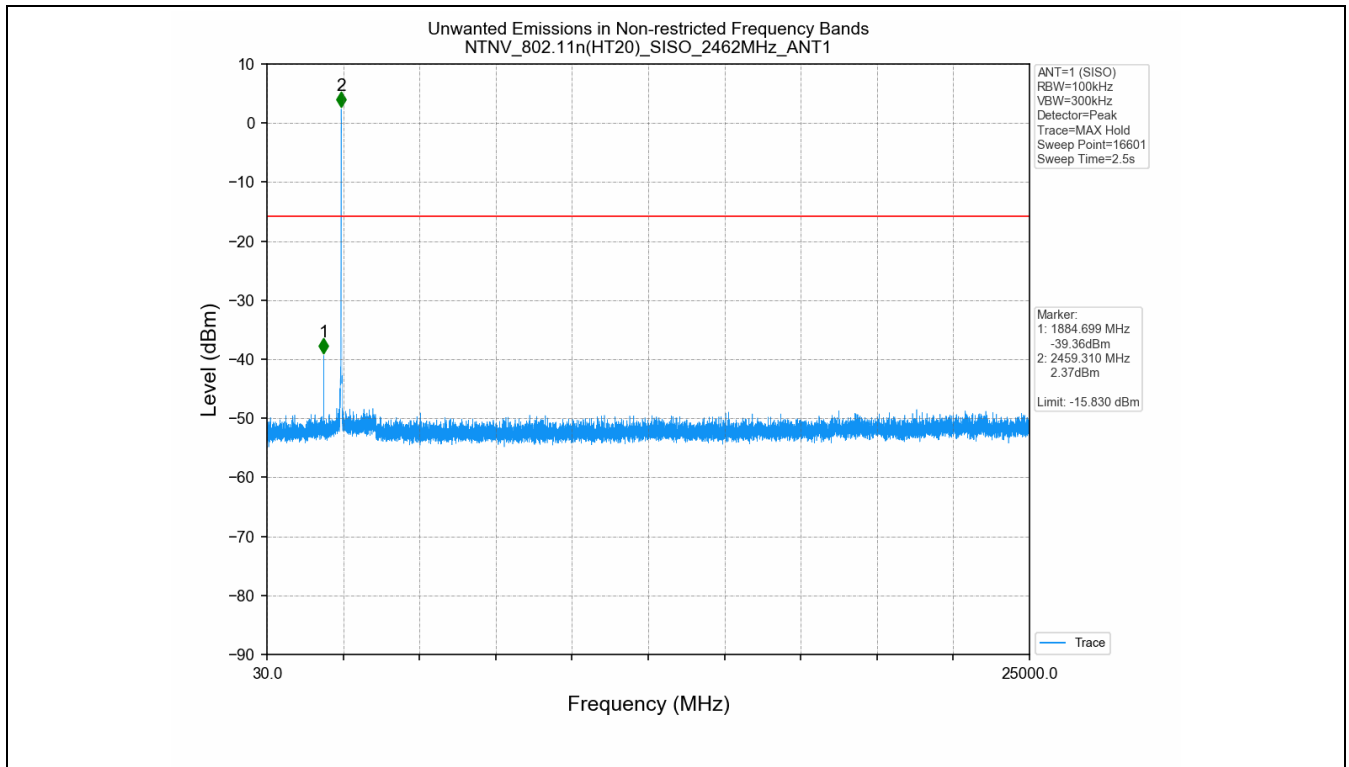 Unwanted Emissions in Non-restricted Frequency Bands
NTNV_802.11n(HT20)_SISO_2462MHz_ANT1
10
0
−10
−20
−30
−40
−50
−60
−70
−80
−90
Level (dBm)
1
2
30.0
25000.0
Frequency (MHz)
ANT=1 (SISO)
RBW=100kHz
VBW=300kHz
Detector=Peak
Trace=MAX Hold
Sweep Point=16601
Sweep Time=2.5s
Marker:
1: 1884.699 MHz
-39.36dBm
2: 2459.310 MHz
2.37dBm
Limit: -15.830 dBm
Trace